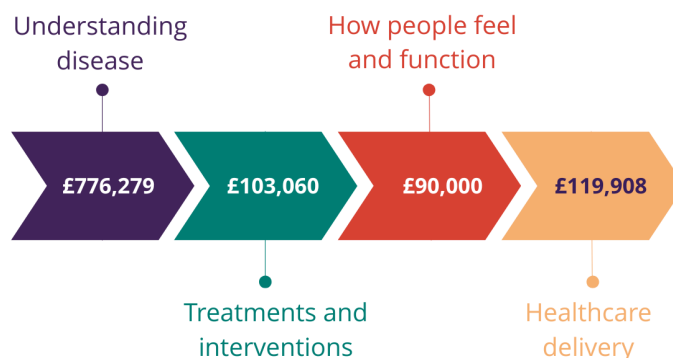 Understanding
disease
How people feel
and function
£776,279
£103,060
£90,000
£119,908
Treatments and
interventions
Healthcare
delivery